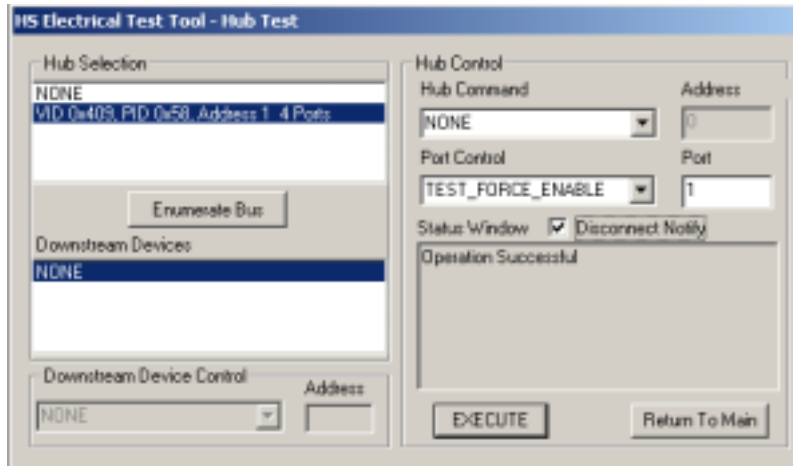 HS Electrical Test Tool - Hub Test
Hub Selection
NONE
VID 0x409, PID 0x58, Address 1 4 Ports
Enumerate Bus
Downstream Devices
NONE
Downstream Device Control
Address
NONE
Hub Control
Hub Command
Address
NONE
0
Port Control
Port
TEST_FORCE_ENABLE
1
Status Window
Disconnect Notify
Operation Successful
EXECUTE
Return To Main